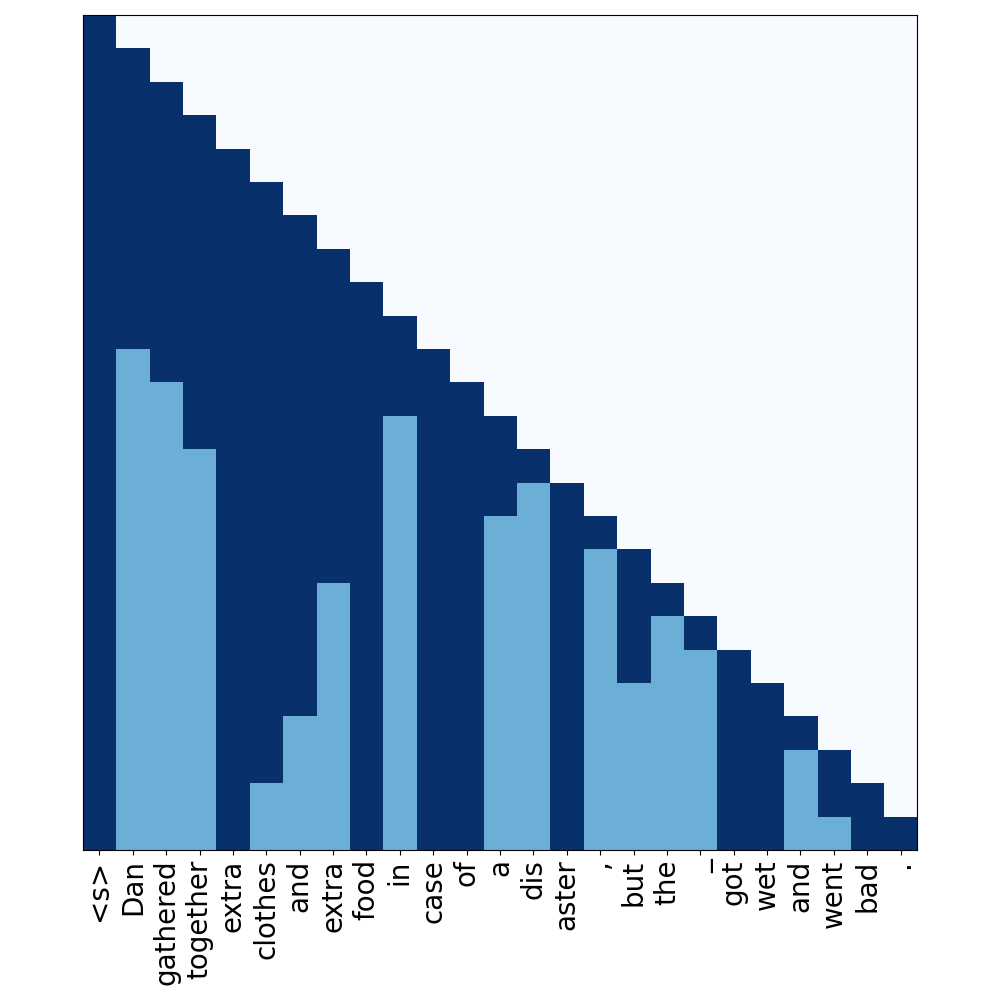 <s> Dan gathered together extra clothes and extra food in case of a dis aster , but the _ got wet and went bad .